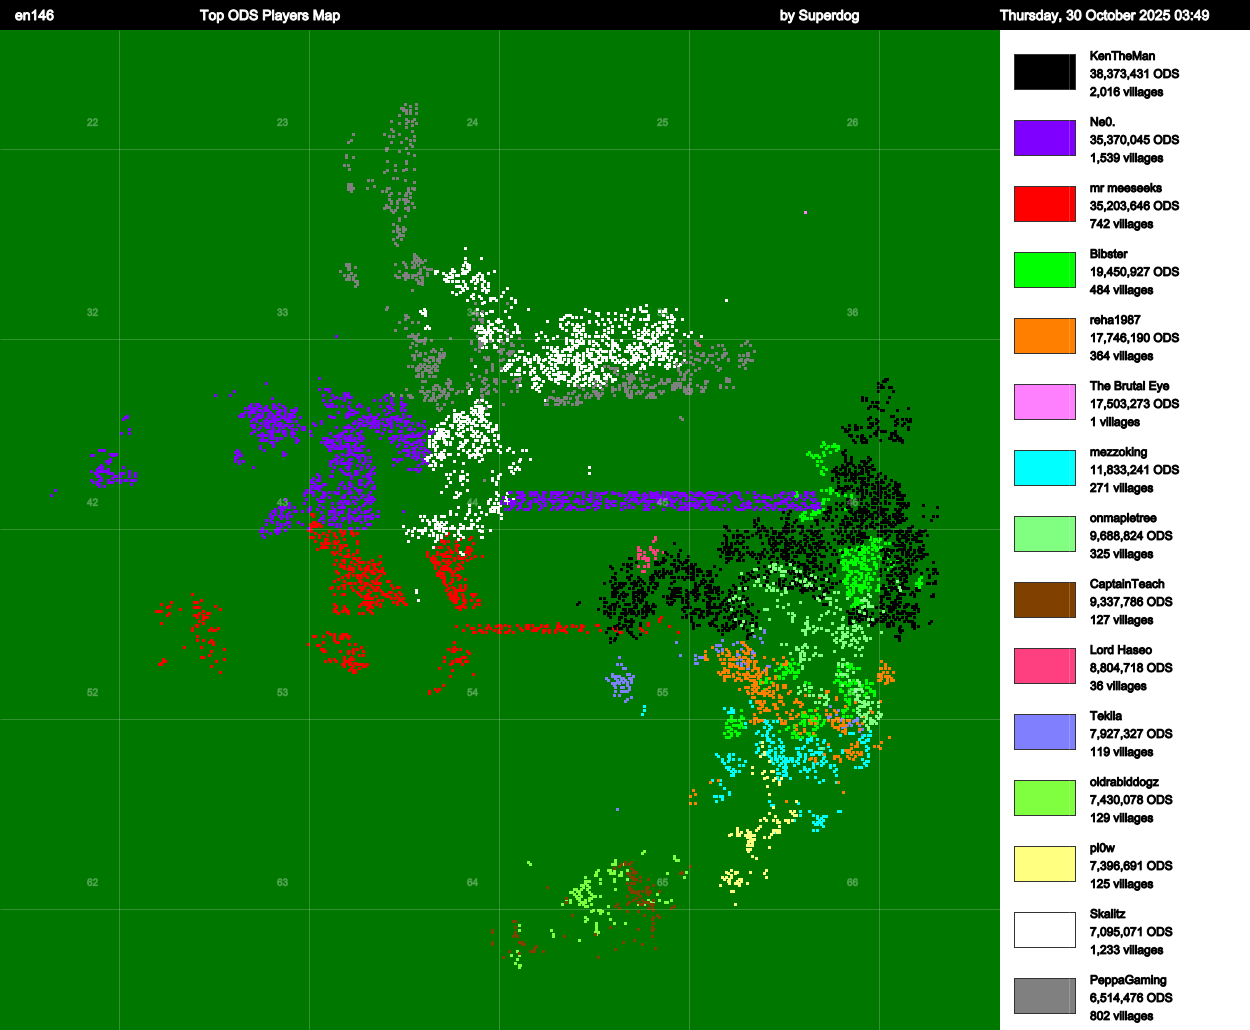 en146 Top ODS Players Map by Superdog Thursday, 30 October 2025 03:49
22 23 24 25 26
32 33 34 35 36
42 43 44 45 46
52 53 54 55
62 63 64 65 66
KenTheMan
38,373,431 ODS
2,016 villages
Ne0.
35,370,045 ODS
1,539 villages
mr meeseeks
35,203,646 ODS
742 villages
Bibster
19,450,927 ODS
484 villages
reha1987
17,746,190 ODS
364 villages
The Brutal Eye
17,503,273 ODS
1 villages
mezzoking
11,833,241 ODS
271 villages
onmapletree
9,688,824 ODS
325 villages
CaptainTeach
9,337,786 ODS
127 villages
Lord Haseo
8,804,718 ODS
36 villages
Tekila
7,927,327 ODS
119 villages
oldrabiddogz
7,430,078 ODS
129 villages
pl0w
7,396,691 ODS
125 villages
Skalitz
7,095,071 ODS
1,233 villages
PeppaGaming
6,514,476 ODS
802 villages